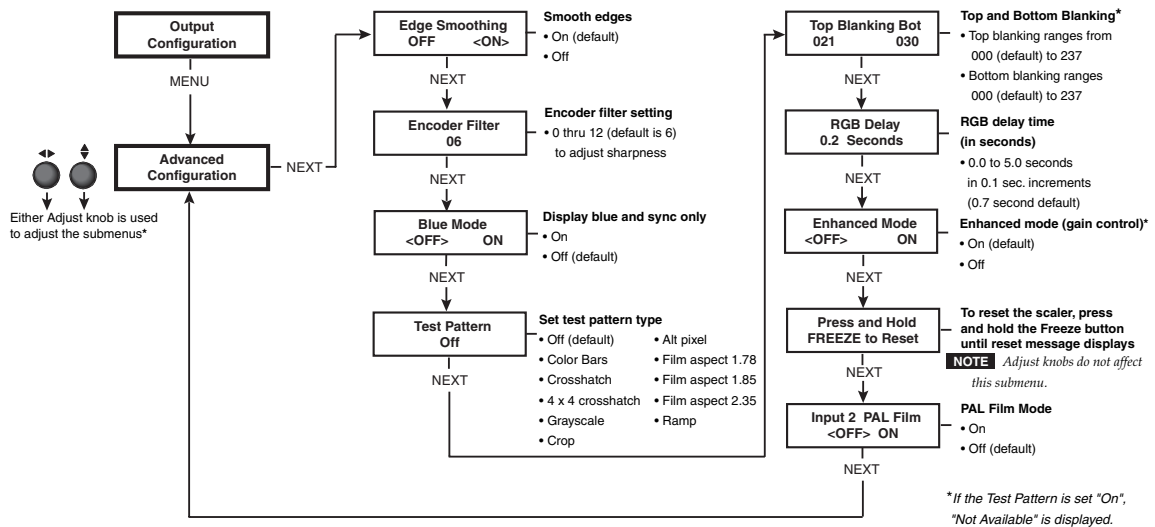 Output
Configuration
MENU
Advanced
Configuration
NEXT
Either Adjust knob is used
to adjust the submenus*
Edge Smoothing
OFF <ON>
Smooth edges
• On (default)
• Off
NEXT
Encoder Filter
06
Encoder filter setting
• 0 thru 12 (default is 6)
to adjust sharpness
NEXT
Blue Mode
<OFF> ON
Display blue and sync only
• On
• Off (default)
NEXT
Test Pattern
Off
Set test pattern type
• Off (default)
• Color Bars
• Crosshatch
• 4 x 4 crosshatch
• Grayscale
• Crop
• Alt pixel
• Film aspect 1.78
• Film aspect 1.85
• Film aspect 2.35
• Ramp
NEXT
Top Blanking Bot
021 030
Top and Bottom Blanking*
• Top blanking ranges from
000 (default) to 237
• Bottom blanking ranges
000 (default) to 237
NEXT
RGB Delay
0.2 Seconds
RGB delay time
(in seconds)
• 0.0 to 5.0 seconds
in 0.1 sec. increments
(0.7 second default)
NEXT
Enhanced Mode
<OFF> ON
Enhanced mode (gain control)*
• On (default)
• Off
NEXT
Press and Hold
FREEZE to Reset
To reset the scaler, press
and hold the Freeze button
until reset message displays
NOTE Adjust knobs do not affect
this submenu.
NEXT
Input 2 PAL Film
<OFF> ON
PAL Film Mode
• On
• Off (default)
NEXT
*If the Test Pattern is set "On",
"Not Available" is displayed.